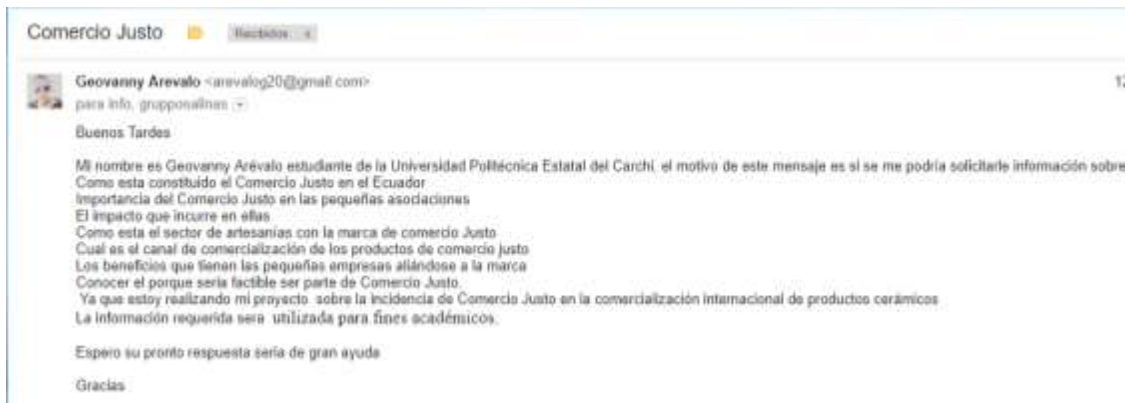 Comercio Justo
Recibidos x
Geovanny Arevalo <arevalog20@gmail.com>
12
para info, grupposalinas
Buenos Tardes
Mi nombre es Geovanny Arévalo estudiante de la Universidad Politécnica Estatal del Carchi, el motivo de este mensaje es si se me podría solicitarle información sobre
Como esta constituido el Comercio Justo en el Ecuador
Importancia del Comercio Justo en las pequeñas asociaciones
El impacto que incurre en ellas
Como esta el sector de artesanías con la marca de comercio Justo
Cual es el canal de comercialización de los productos de comercio justo
Los beneficios que tienen las pequeñas empresas aliándose a la marca
Conocer el porque seria factible ser parte de Comercio Justo.
Ya que estoy realizando mi proyecto sobre la incidencia de Comercio Justo en la comercialización internacional de productos cerámicos
La información requerida sera utilizada para fines académicos.
Espero su pronto respuesta seria de gran ayuda
Gracias